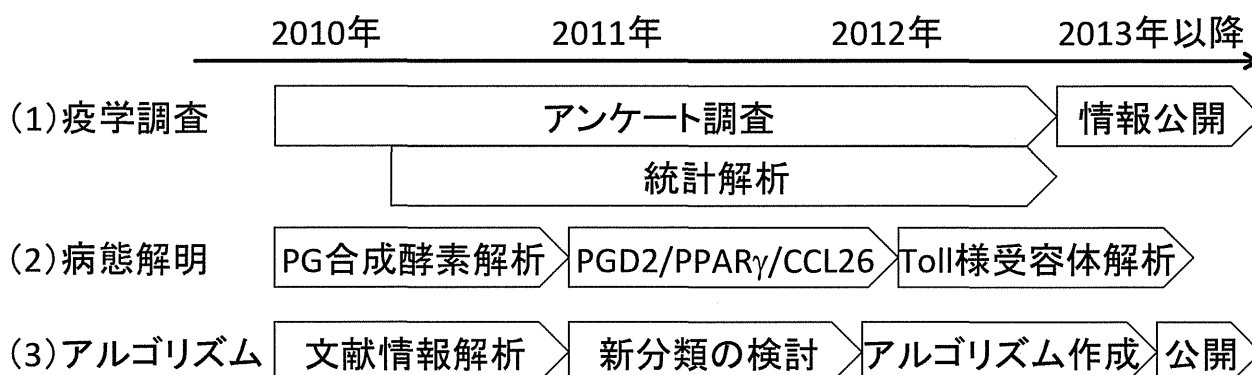 2010年 2011年 2012年 2013年以降
(1)疫学調査 アンケート調査 情報公開
統計解析
(2)病態解明 PG合成酵素解析 PGD2/PPARγ/CCL26 Toll様受容体解析
(3)アルゴリズム 文献情報解析 新分類の検討 アルゴリズム作成 公開